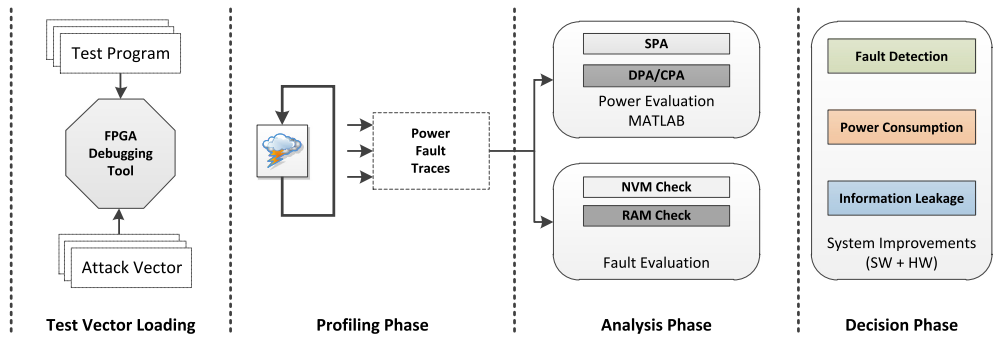 Test Program
FPGA
Debugging
Tool
Attack Vector
Test Vector Loading
Power
Fault
Traces
Profiling Phase
SPA
DPA/CPA
Power Evaluation
MATLAB
NVM Check
RAM Check
Fault Evaluation
Analysis Phase
Fault Detection
Power Consumption
Information Leakage
System Improvements
(SW + HW)
Decision Phase